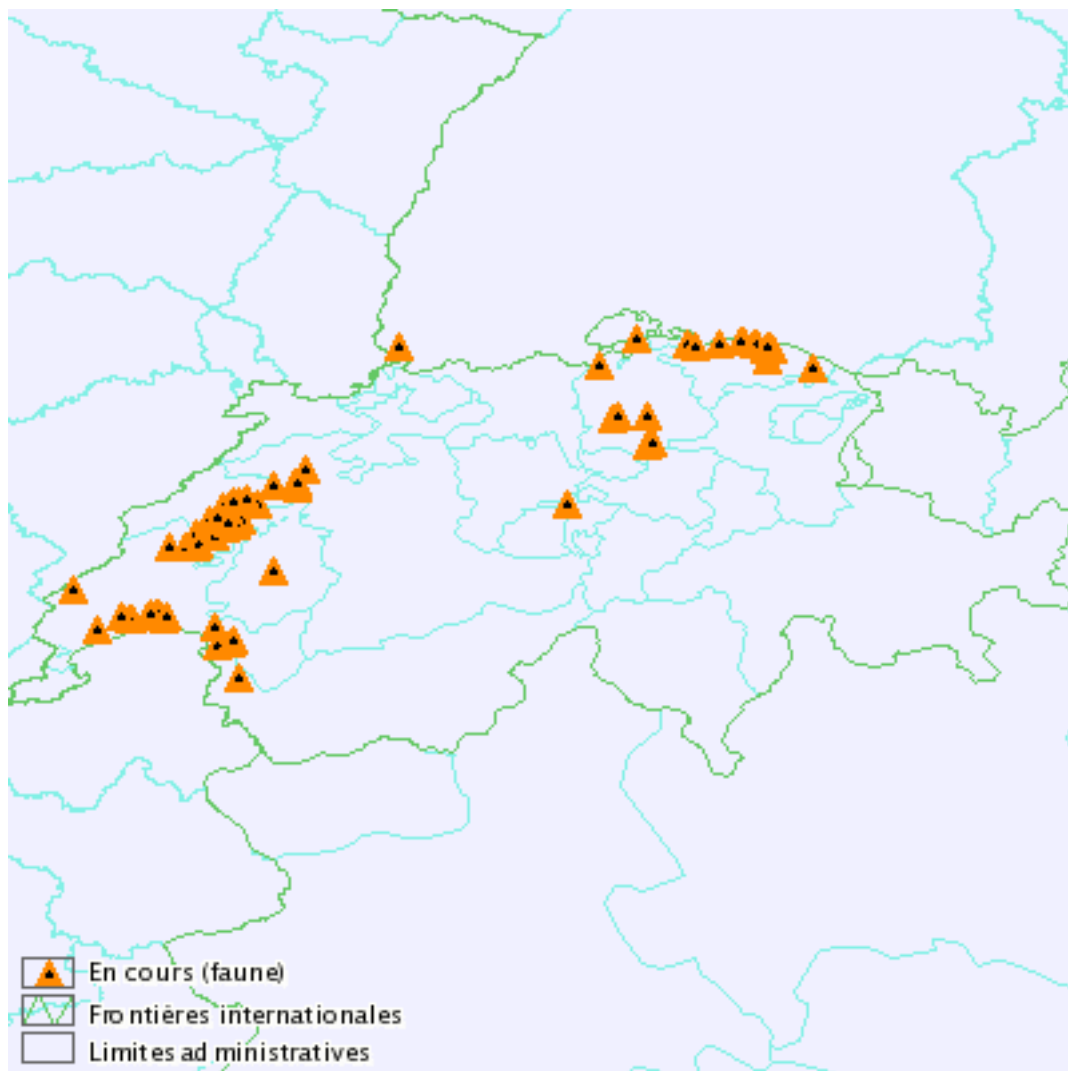 En cours (faune)
Frontières internationales
Limites administratives